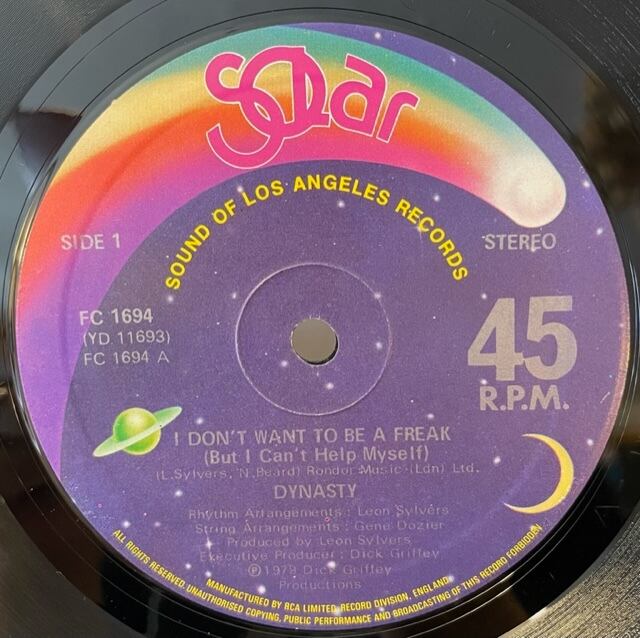 SOLAR
SOUND OF LOS ANGELES RECORDS
SIDE 1
STEREO
FC 1694
(YD 11693)
FC 1694 A
45
R.P.M.
I DON'T WANT TO BE A FREAK
(But I Can't Help Myself)
(L.Sylvers, N.Beard) Rondor Music (Ldn) Ltd.
DYNASTY
Rhythm Arrangements : Leon Sylvers
String Arrangements : Gene Dozier
Produced by Leon Sylvers
Executive Producer : Dick Griffey
℗ 1979 Dick Griffey
Productions
MANUFACTURED BY RCA LIMITED, RECORD DIVISION, ENGLAND
ALL RIGHTS RESERVED. UNAUTHORISED COPYING, PUBLIC PERFORMANCE AND BROADCASTING OF THIS RECORD FORBIDDEN